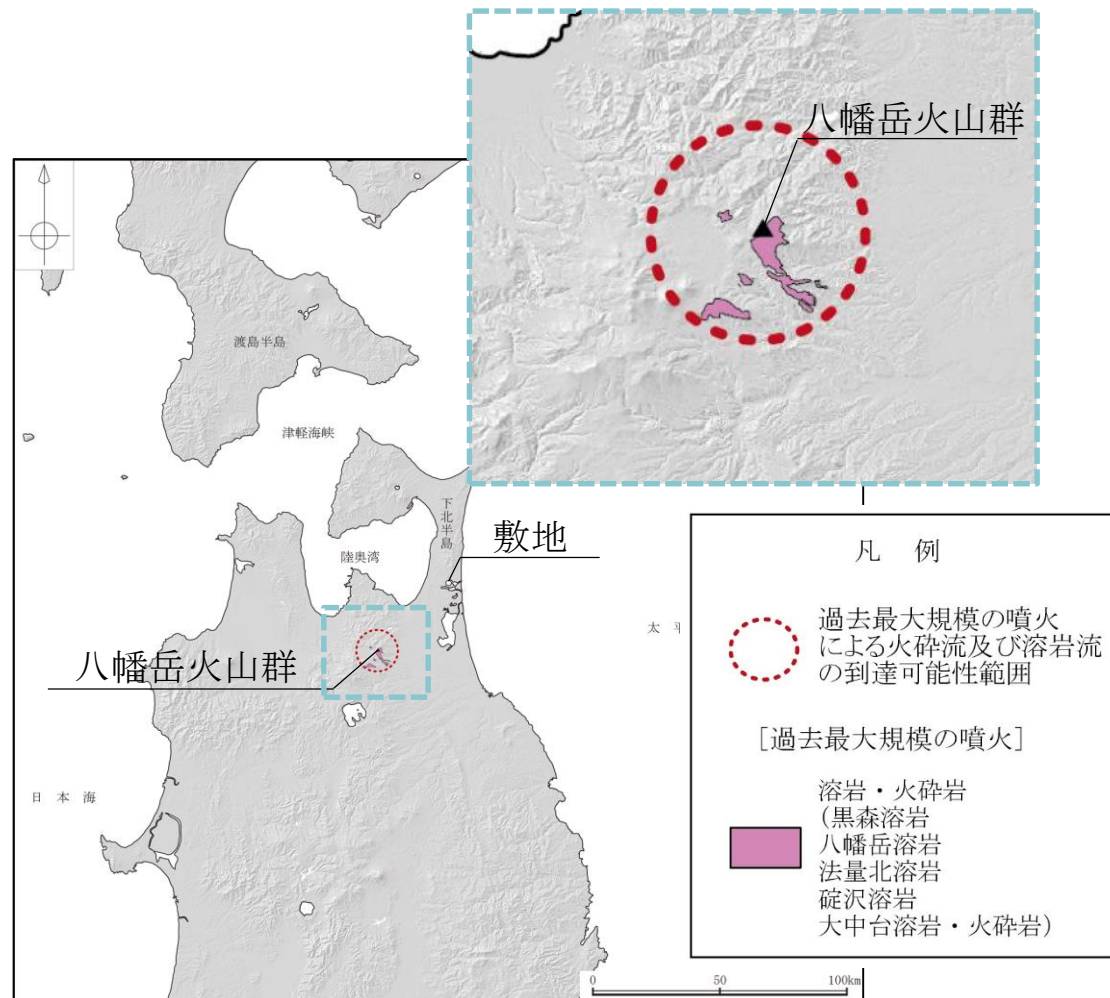 八幡岳火山群
渡島半島
津軽海峡
下北半島
敷地
陸奥湾
太 平
八幡岳火山群
日 本 海
凡 例
過去最大規模の噴火
による火砕流及び溶岩流
の到達可能性範囲
[過去最大規模の噴火]
溶岩・火砕岩
(黒森溶岩
八幡岳溶岩
法量北溶岩
碇沢溶岩
大中台溶岩・火砕岩)
0 50 100km